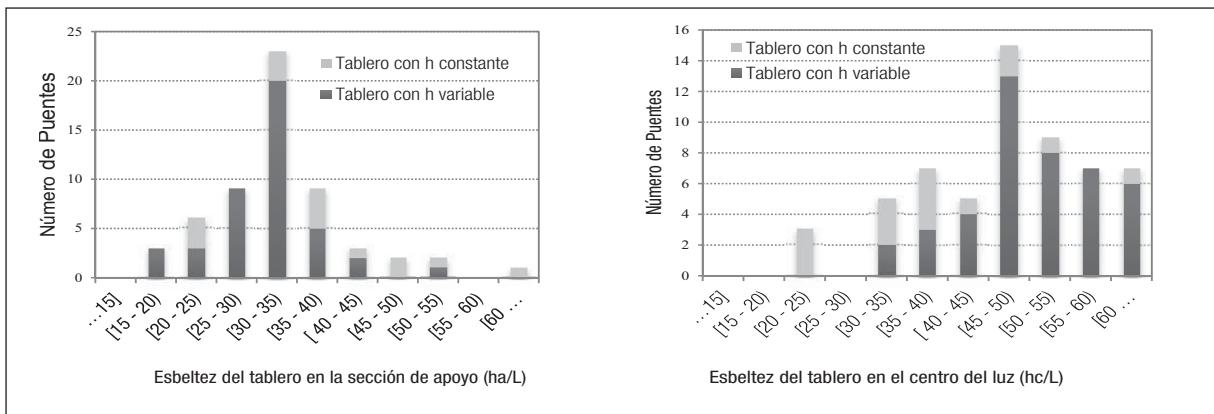 25
20
15
10
5
0
Número de Puentes
Tablero con h constante
Tablero con h variable
...15]
[15 - 20)
[20 - 25)
[25 - 30)
[30 - 35)
[35 - 40)
[ 40 - 45)
[45 - 50)
[50 - 55)
[55 - 60)
[60 ...
Esbeltez del tablero en la sección de apoyo (ha/L)
16
14
12
10
8
6
4
2
0
Número de Puentes
Tablero con h constante
Tablero con h variable
...15]
[15 - 20)
[20 - 25)
[25 - 30)
[30 - 35)
[35 - 40)
[ 40 - 45)
[45 - 50)
[50 - 55)
[55 - 60)
[60 ...
Esbeltez del tablero en el centro del luz (hc/L)